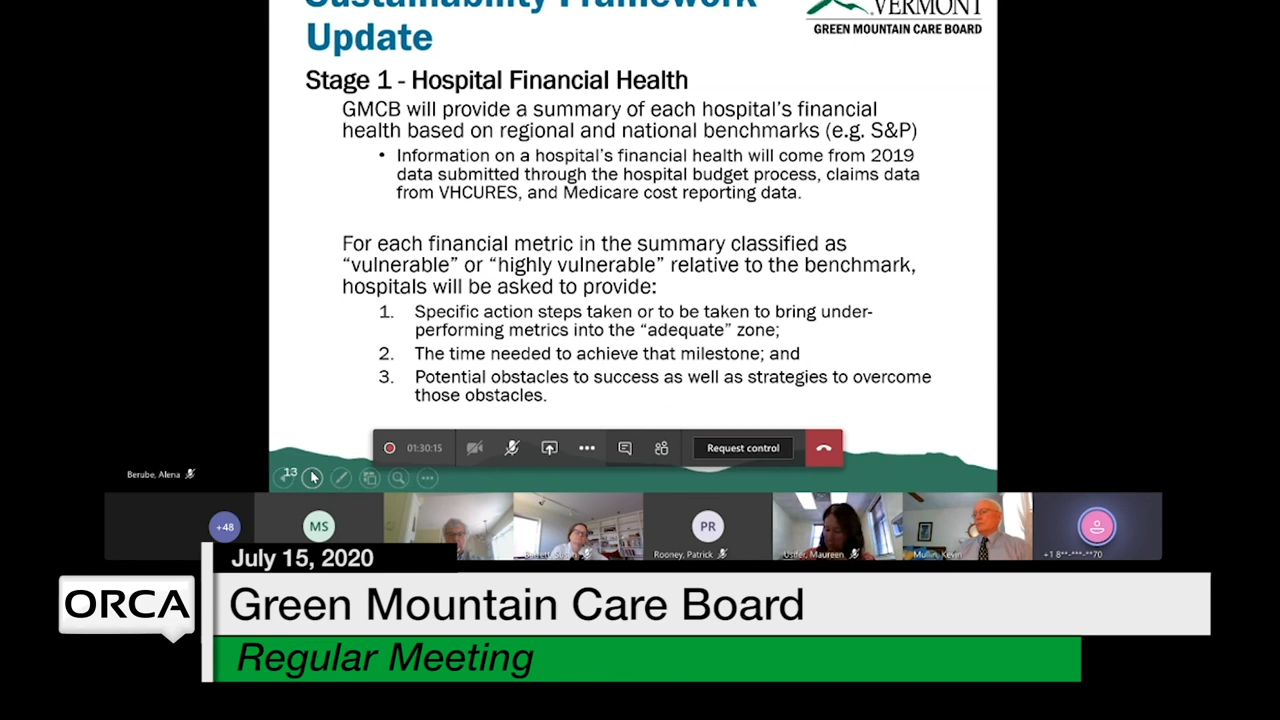 Sustainability Framework
Update
VERMONT
GREEN MOUNTAIN CARE BOARD
Stage 1 - Hospital Financial Health
GMCB will provide a summary of each hospital's financial
health based on regional and national benchmarks (e.g. S&P)
• Information on a hospital's financial health will come from 2019
data submitted through the hospital budget process, claims data
from VHCURES, and Medicare cost reporting data.
For each financial metric in the summary classified as
"vulnerable" or "highly vulnerable" relative to the benchmark,
hospitals will be asked to provide:
1. Specific action steps taken or to be taken to bring under-
performing metrics into the "adequate" zone;
2. The time needed to achieve that milestone; and
3. Potential obstacles to success as well as strategies to overcome
those obstacles.
01:30:15
Request control
13
Berube, Alena
+48
MS
PR
Rooney, Patrick
Usher, Maureen
Mullin, Kevin
+1 8**-***-**70
July 15, 2020
ORCA
Green Mountain Care Board
Regular Meeting